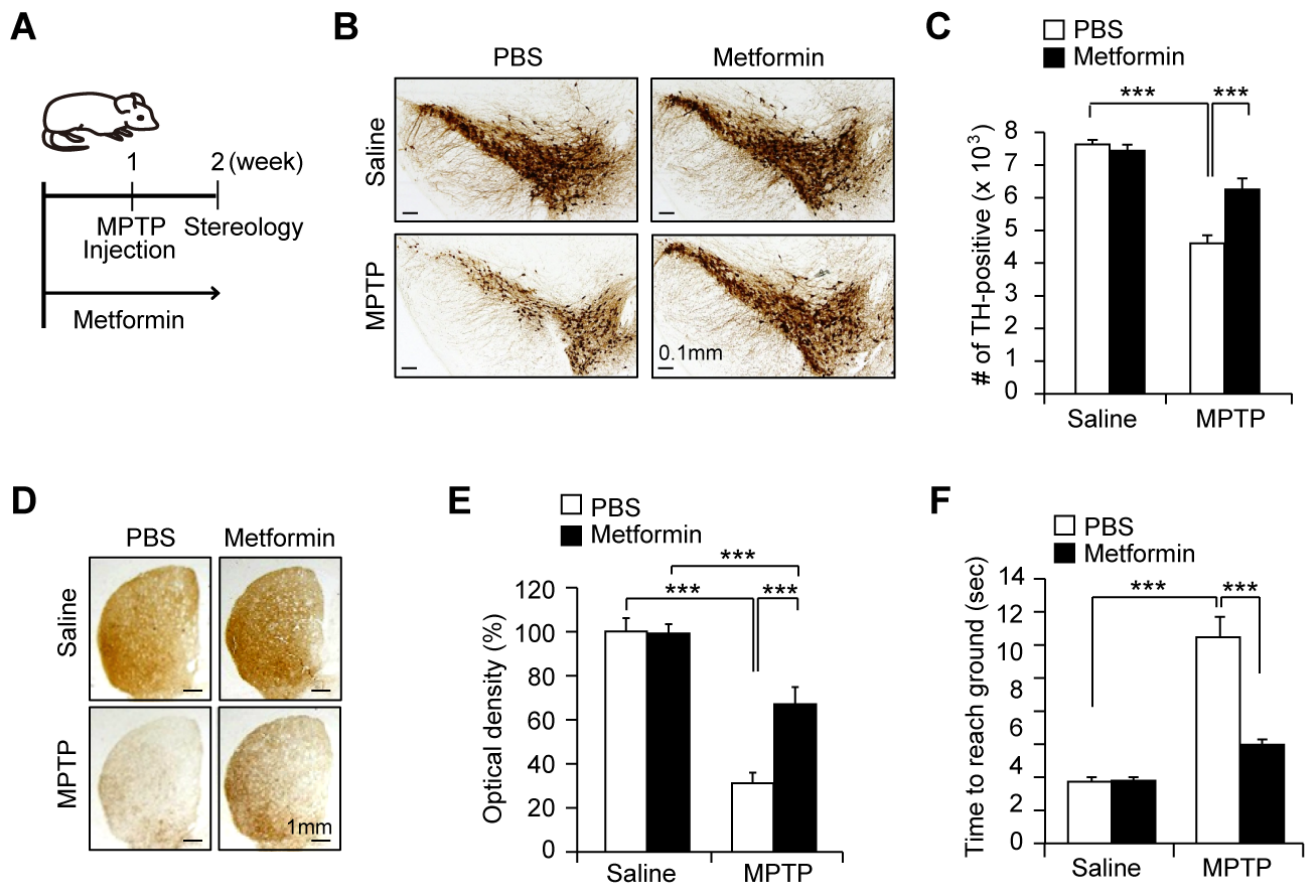 A
1
2 (week)
MPTP
Injection
Stereology
Metformin
B
PBS
Metformin
Saline
MPTP
0.1mm
C
PBS
Metformin
***
***
# of TH-positive (x 10³)
8
7
6
5
4
3
2
1
0
Saline
MPTP
D
PBS
Metformin
Saline
MPTP
1mm
E
PBS
Metformin
***
***
***
Optical density (%)
120
100
80
60
40
20
0
Saline
MPTP
F
PBS
Metformin
***
***
Time to reach ground (sec)
14
12
10
8
6
4
2
0
Saline
MPTP